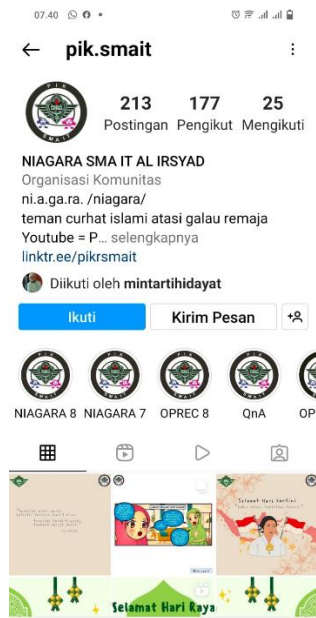 07.40
pik.smait
213 177 25
Postingan Pengikut Mengikuti
NIAGARA SMA IT AL IRSYAD
Organisasi Komunitas
ni.a.ga.ra. /niagara/
teman curhat islami atasi galau remaja
Youtube = P... selengkapnya
linktr.ee/pikrsmait
Diikuti oleh mintartihidayat
Ikuti Kirim Pesan
NIAGARA 8 NIAGARA 7 OPREC 8 QnA OP
Selamat Hari Kartini
Selamat Hari Raya